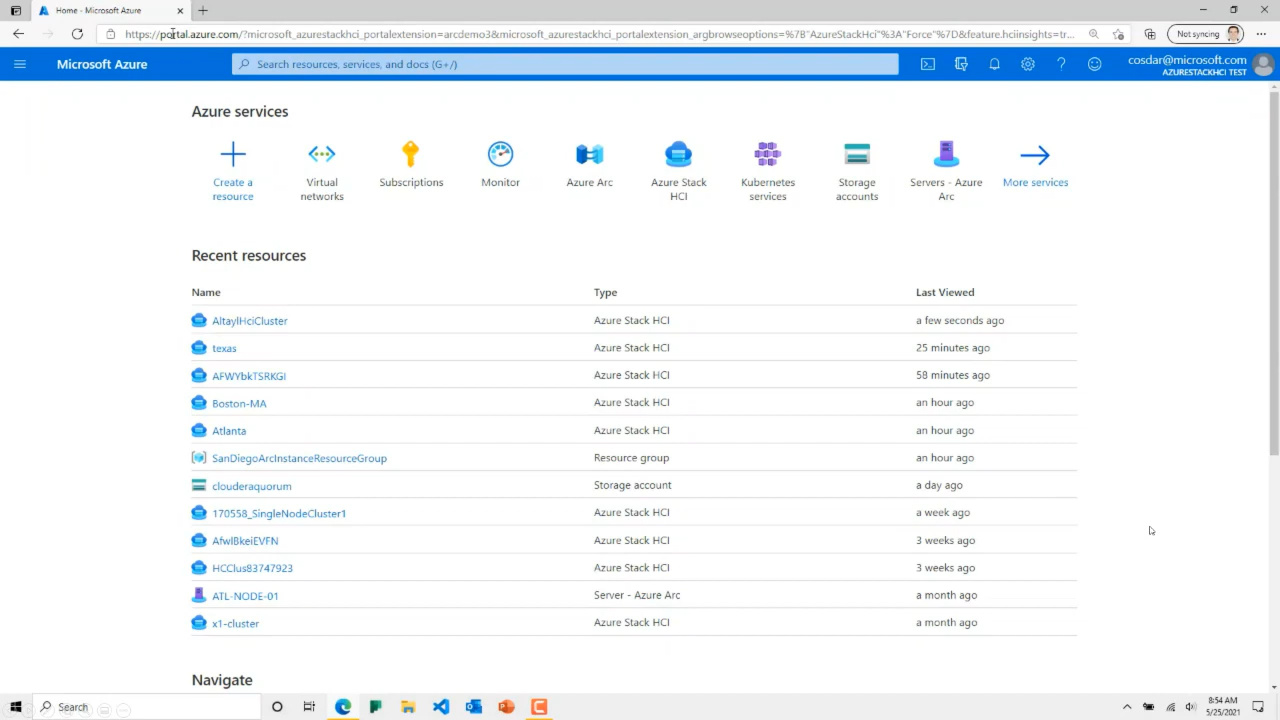 Home - Microsoft Azure
https://portal.azure.com/?microsoft_azurestackhci_portalextension=arcdemo3&microsoft_azurestackhci_portalextension_argbrowseoptions=%7B"AzureStackHci"%3A"Force"%7D&feature.hciinsights=tr...
Not syncing
Microsoft Azure
Search resources, services, and docs (G+/)
cosdar@microsoft.com
AZURESTACKHCI TEST
Azure services
Create a resource
Virtual networks
Subscriptions
Monitor
Azure Arc
Azure Stack HCI
Kubernetes services
Storage accounts
Servers - Azure Arc
More services
Recent resources
Name Type Last Viewed
AltaylHciCluster Azure Stack HCI a few seconds ago
texas Azure Stack HCI 25 minutes ago
AFWYbkTSRKGI Azure Stack HCI 58 minutes ago
Boston-MA Azure Stack HCI an hour ago
Atlanta Azure Stack HCI an hour ago
SanDiegoArcInstanceResourceGroup Resource group an hour ago
clouderaquorum Storage account a day ago
170558_SingleNodeCluster1 Azure Stack HCI a week ago
AfwlBkeiEVFN Azure Stack HCI 3 weeks ago
HCClus83747923 Azure Stack HCI 3 weeks ago
ATL-NODE-01 Server - Azure Arc a month ago
x1-cluster Azure Stack HCI a month ago
Navigate
Search
8:54 AM
5/25/2021